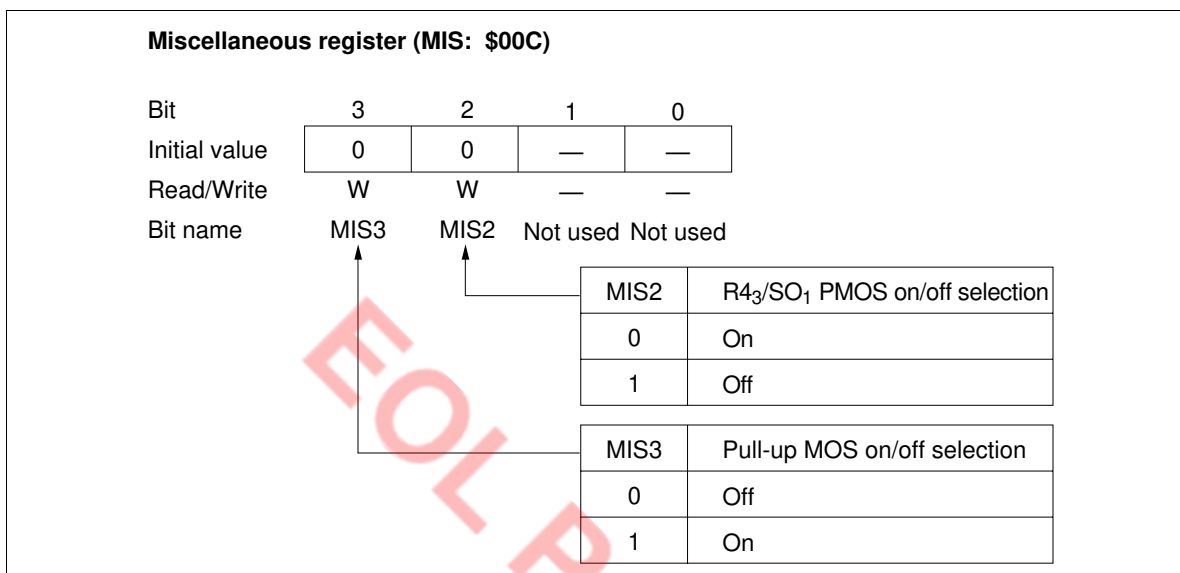 Miscellaneous register (MIS: $00C)
Bit 3 2 1 0
Initial value 0 0 — —
Read/Write W W — —
Bit name MIS3 MIS2 Not used Not used
MIS2 R4₃/SO₁ PMOS on/off selection
0 On
1 Off
MIS3 Pull-up MOS on/off selection
0 Off
1 On
EOL P